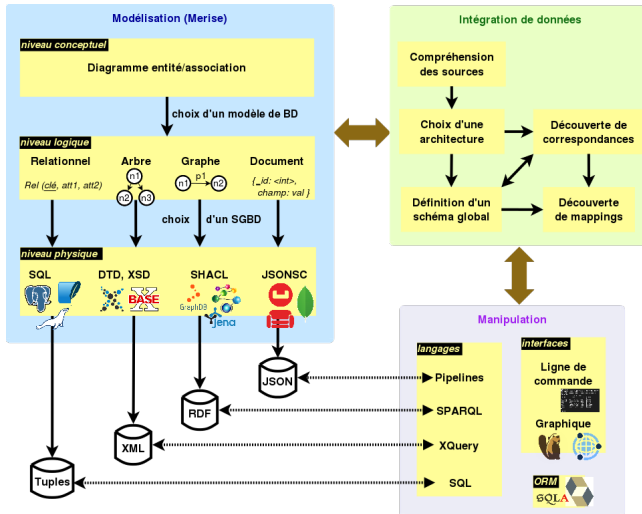 Modélisation (Merise)
niveau conceptuel
Diagramme entité/association
choix d'un modèle de BD
niveau logique
Relationnel
Arbre
Graphe
Document
Rel (clé, att1, att2)
n1
n2
n3
n1
p1
n2
{_id: <int>,
champ: val }
choix
d'un SGBD
niveau physique
SQL
DTD, XSD
SHACL
JSONSC
X
BASE
GraphDB
jena
JSON
RDF
XML
Tuples
Intégration de données
Compréhension
des sources
Choix d'une
architecture
Découverte de
correspondances
Définition d'un
schéma global
Découverte
de mappings
Manipulation
langages
Pipelines
SPARQL
XQuery
SQL
interfaces
Ligne de
commande
Graphique
ORM
SQLA